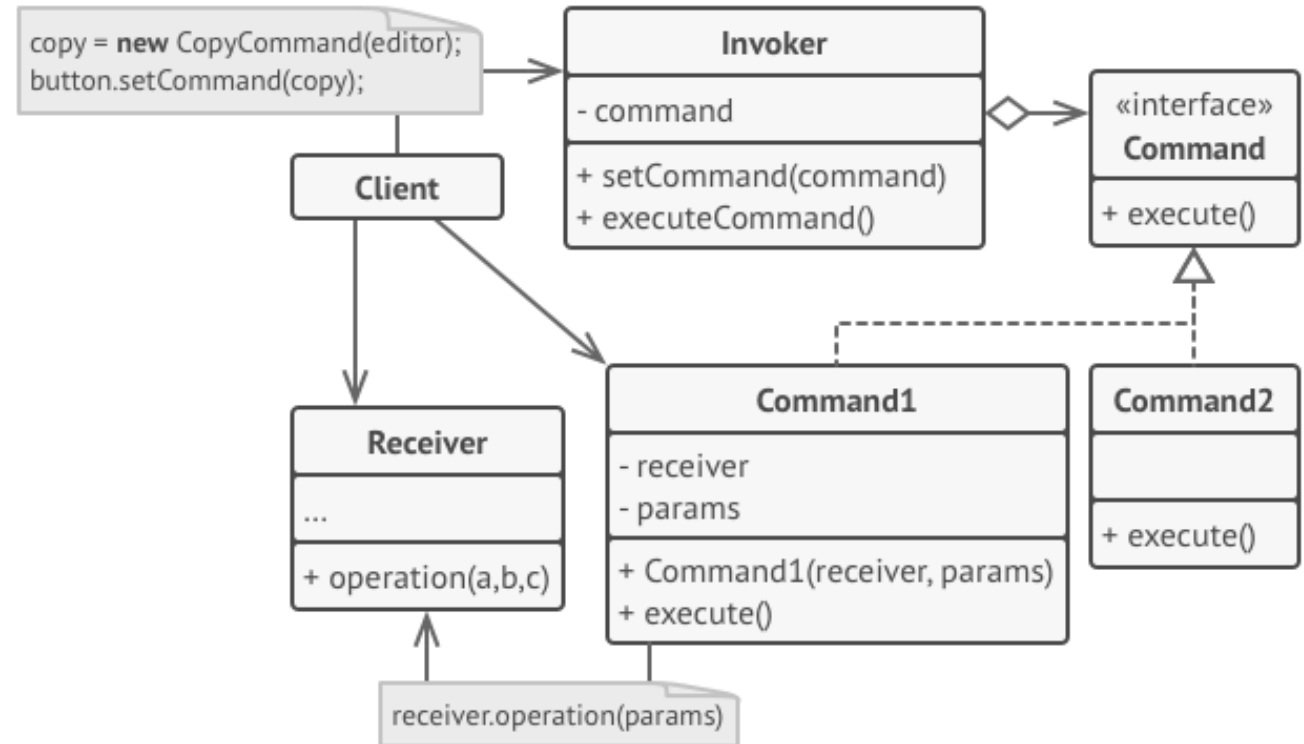 copy = new CopyCommand(editor);
button.setCommand(copy);
Invoker
- command
+ setCommand(command)
+ executeCommand()
«interface»
Command
+ execute()
Client
Receiver
...
+ operation(a,b,c)
Command1
- receiver
- params
+ Command1(receiver, params)
+ execute()
Command2
+ execute()
receiver.operation(params)